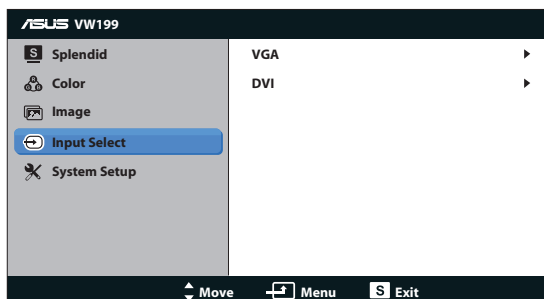 ASUS VW199
S Splendid
Color
Image
Input Select
System Setup
VGA
DVI
Move Menu S Exit